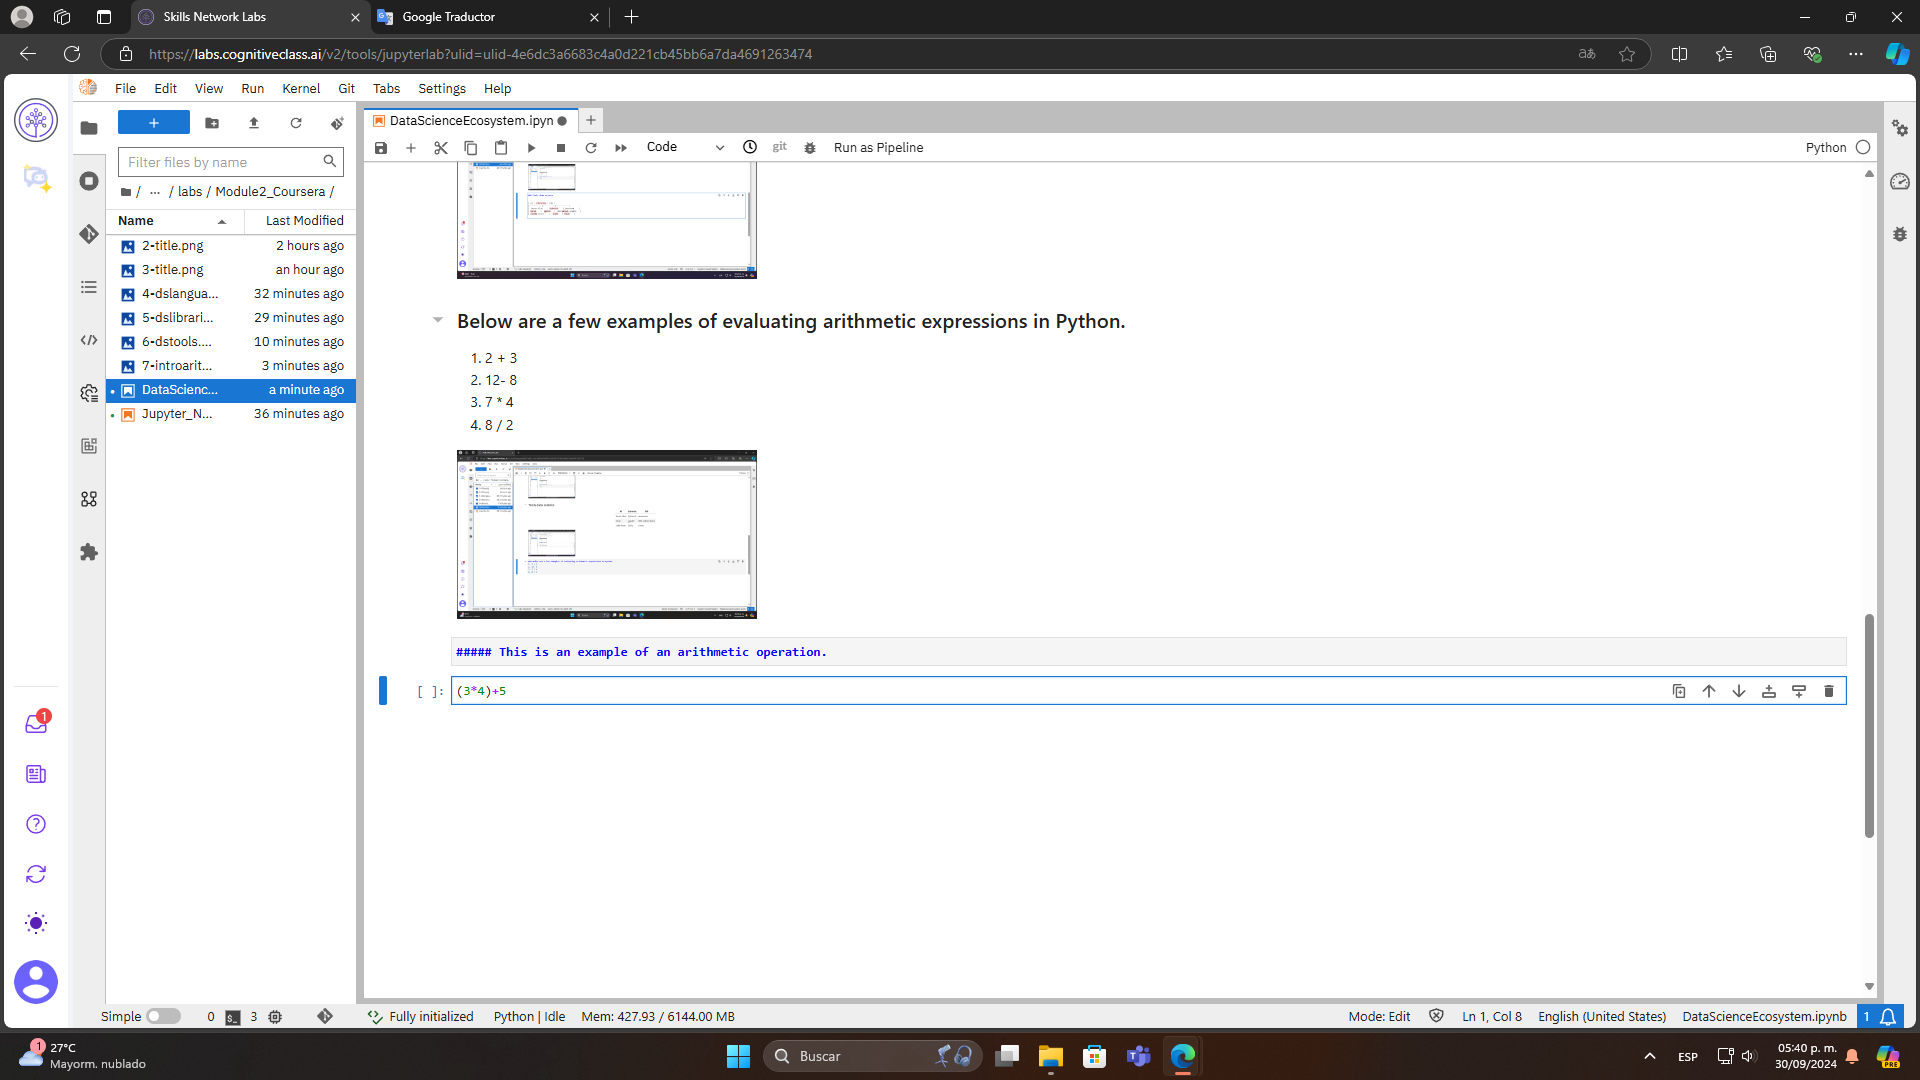 Skills Network Labs
Google Traductor
https://labs.cognitiveclass.ai/v2/tools/jupyterlab?ulid=ulid-4e6dc3a6683c4a0d221cb45bb6a7da4691263474
File Edit View Run Kernel Git Tabs Settings Help
DataScienceEcosystem.ipyn
Filter files by name
Code
git
Run as Pipeline
Python
/ ... / labs / Module2_Coursera /
Name Last Modified
2-title.png 2 hours ago
3-title.png an hour ago
4-dslangua... 32 minutes ago
5-dslibrari... 29 minutes ago
6-dstools.... 10 minutes ago
7-introarit... 3 minutes ago
DataScienc... a minute ago
Jupyter_N... 36 minutes ago
Below are a few examples of evaluating arithmetic expressions in Python.
1. 2 + 3
2. 12- 8
3. 7 * 4
4. 8 / 2
##### This is an example of an arithmetic operation.
[ ]: (3*4)+5
1
Simple 0 3 Fully initialized Python | Idle Mem: 427.93 / 6144.00 MB Mode: Edit Ln 1, Col 8 English (United States) DataScienceEcosystem.ipynb 1
1 27°C
Mayorm. nublado
Buscar
ESP
05:40 p. m.
30/09/2024
PRE